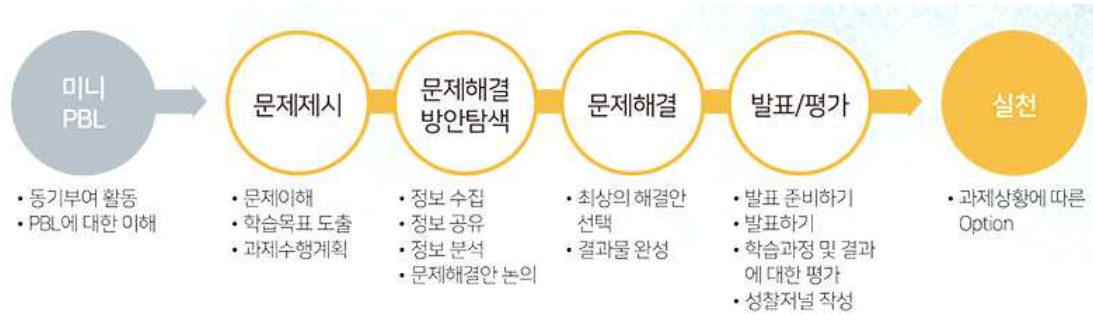 미니
PBL
문제제시
문제해결
방안탐색
문제해결
발표/평가
실천
• 동기부여 활동
• PBL에 대한 이해
• 문제이해
• 학습목표 도출
• 과제수행계획
• 정보 수집
• 정보 공유
• 정보 분석
• 문제해결안 논의
• 최상의 해결안
선택
• 결과물 완성
• 발표 준비하기
• 발표하기
• 학습과정 및 결과
에 대한 평가
• 성찰저널 작성
• 과제상황에 따른
Option